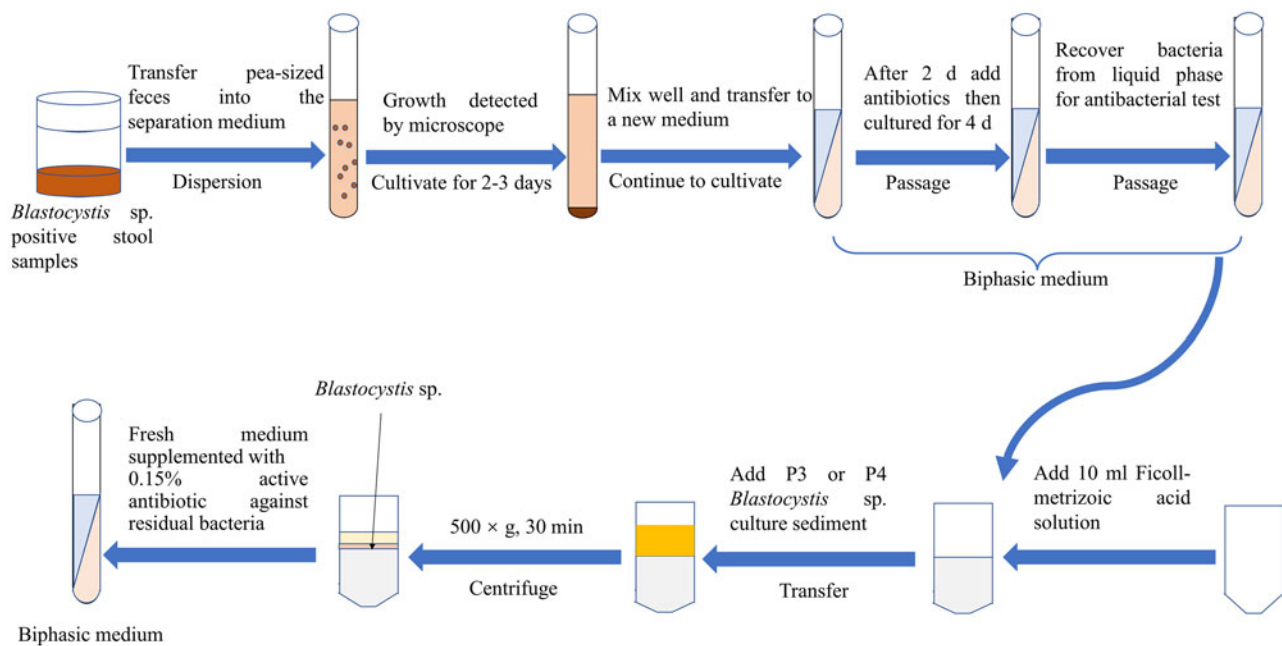 Transfer pea-sized
feces into the
separation medium
Dispersion
Blastocystis sp.
positive stool
samples
Growth detected
by microscope
Cultivate for 2-3 days
Mix well and transfer to
a new medium
Continue to cultivate
After 2 d add
antibiotics then
cultured for 4 d
Passage
Recover bacteria
from liquid phase
for antibacterial test
Passage
Biphasic medium
Add 10 ml Ficoll-
metrizoic acid
solution
Add P3 or P4
Blastocystis sp.
culture sediment
Transfer
500 × g, 30 min
Centrifuge
Blastocystis sp.
Fresh medium
supplemented with
0.15% active
antibiotic against
residual bacteria
Biphasic medium